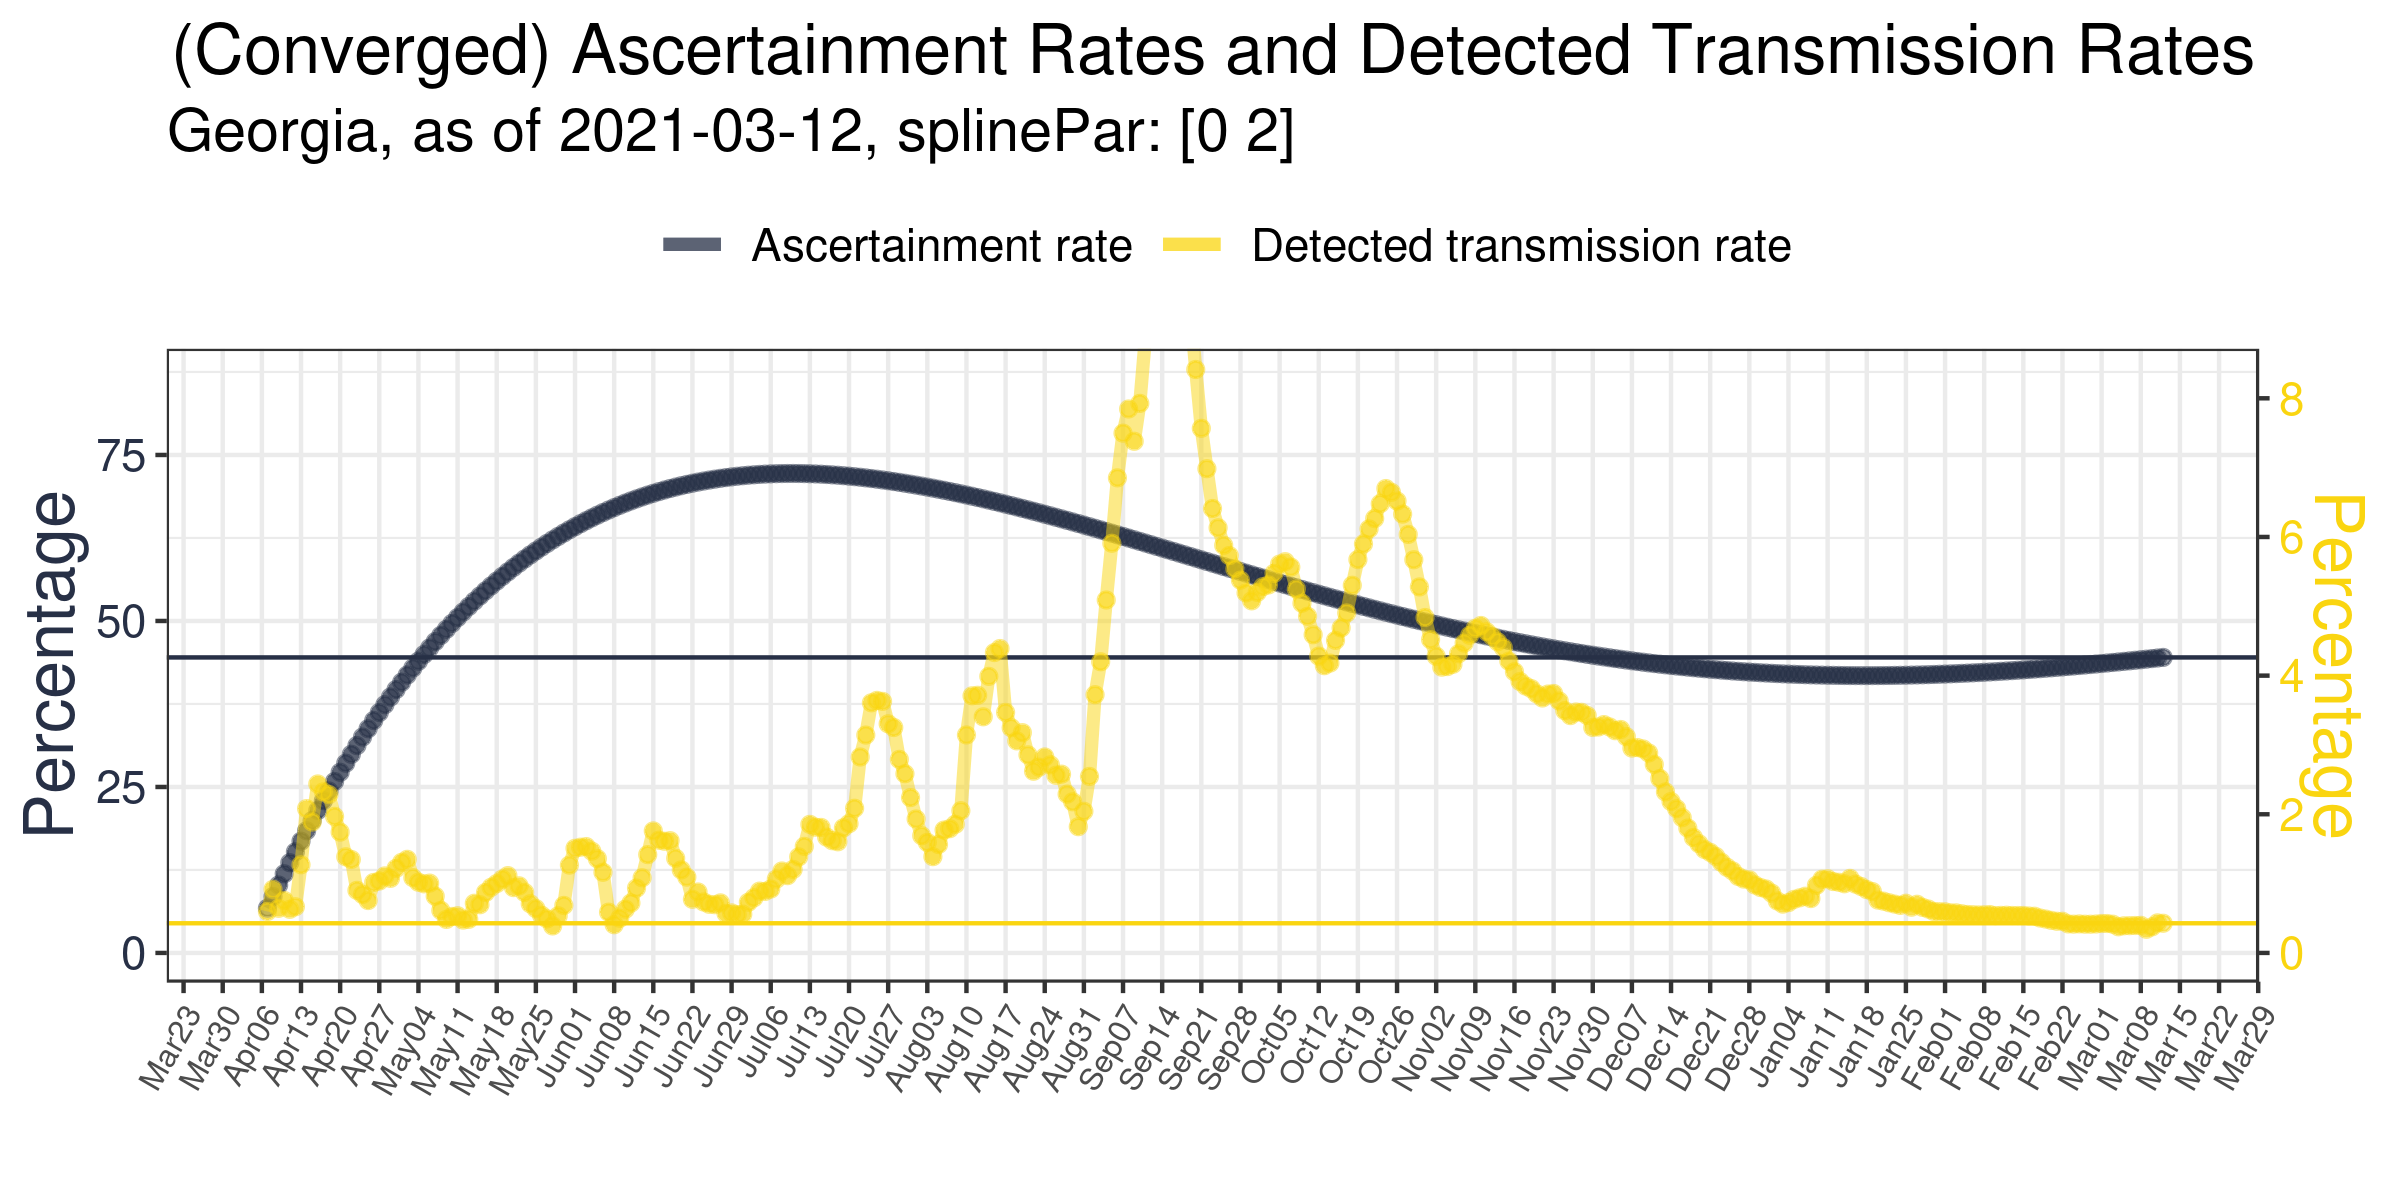 (Converged) Ascertainment Rates and Detected Transmission Rates
Georgia, as of 2021-03-12, splinePar: [0 2]
Ascertainment rate Detected transmission rate
Percentage
75
50
25
0
8
6
4
2
0
Percentage
Mar23 Mar30 Apr06 Apr13 Apr20 Apr27 May04 May11 May18 May25 Jun01 Jun08 Jun15 Jun22 Jun29 Jul06 Jul13 Jul20 Jul27 Aug03 Aug10 Aug17 Aug24 Aug31 Sep07 Sep14 Sep21 Sep28 Oct05 Oct12 Oct19 Oct26 Nov02 Nov09 Nov16 Nov23 Nov30 Dec07 Dec14 Dec21 Dec28 Jan04 Jan11 Jan18 Jan25 Feb01 Feb08 Feb15 Feb22 Mar01 Mar08 Mar15 Mar22 Mar29